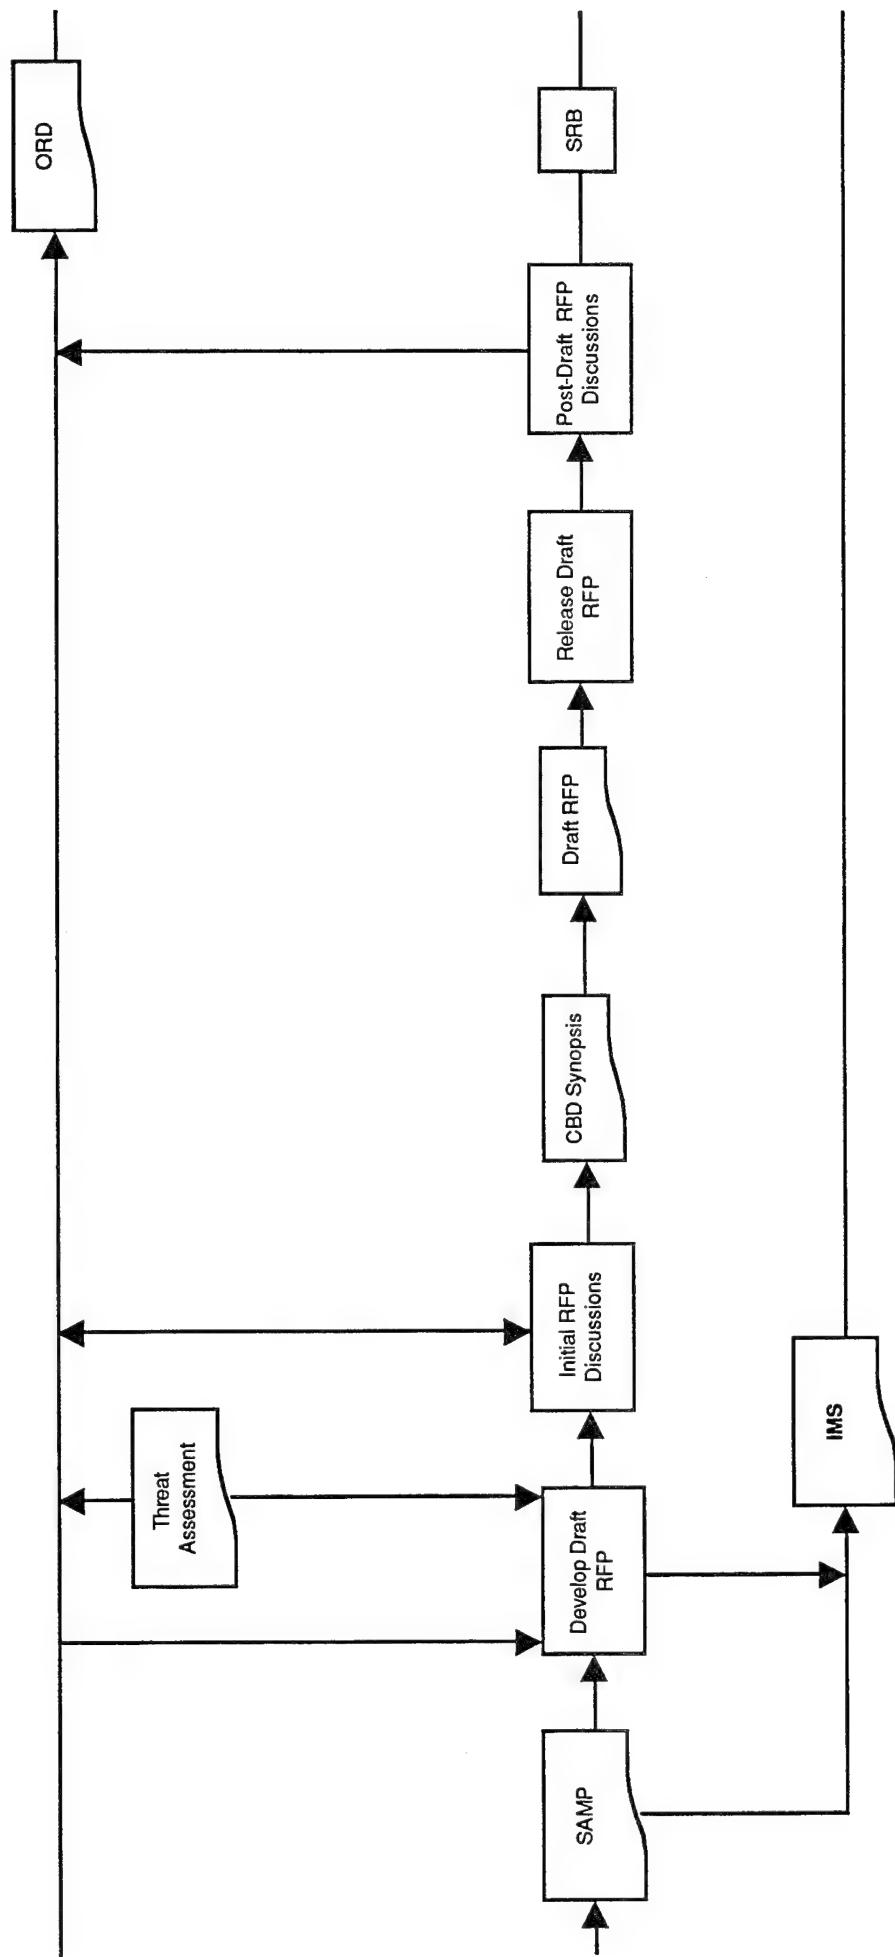 ORD
Threat
Assessment
SAMP
Develop Draft
RFP
Initial RFP
Discussions
CBD Synopsis
Draft RFP
Release Draft
RFP
Post-Draft RFP
Discussions
SRB
IMS